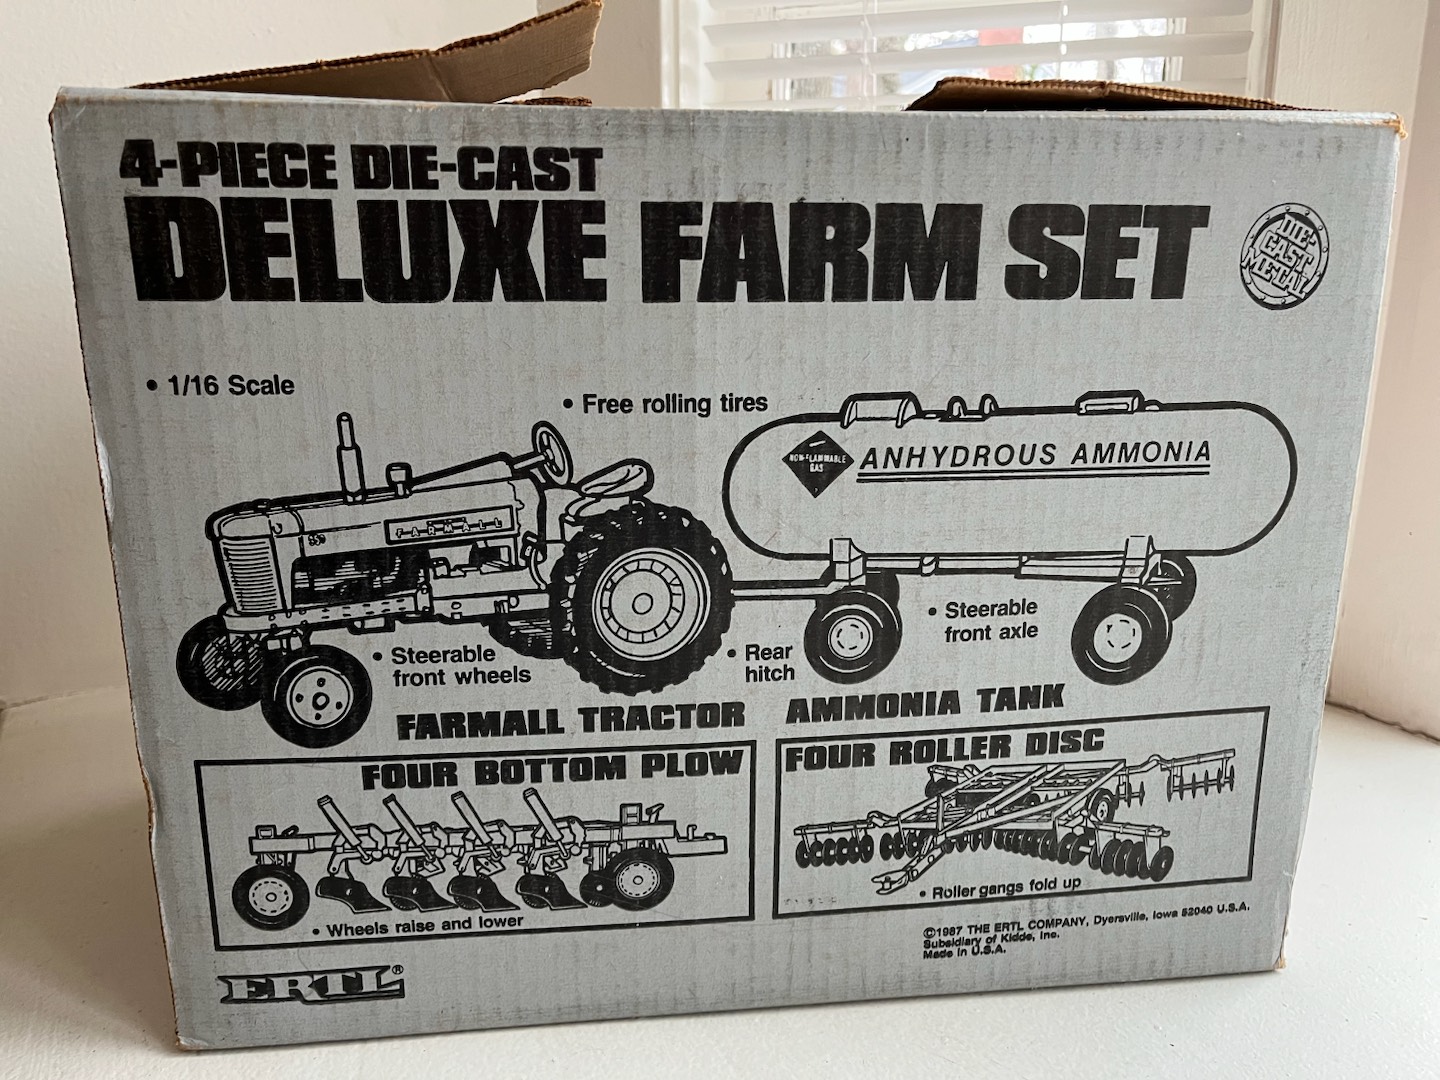 4-PIECE DIE-CAST
DELUXE FARM SET
DIE-
CAST
METAL
• 1/16 Scale
• Free rolling tires
NON-FLAMMABLE
GAS
ANHYDROUS AMMONIA
FARMALL
• Steerable
front wheels
• Rear
hitch
• Steerable
front axle
FARMALL TRACTOR
AMMONIA TANK
FOUR BOTTOM PLOW
• Wheels raise and lower
FOUR ROLLER DISC
• Roller gangs fold up
©1987 THE ERTL COMPANY, Dyersville, Iowa 52040 U.S.A.
Subsidiary of Kidde, Inc.
Made in U.S.A.
ERTL®